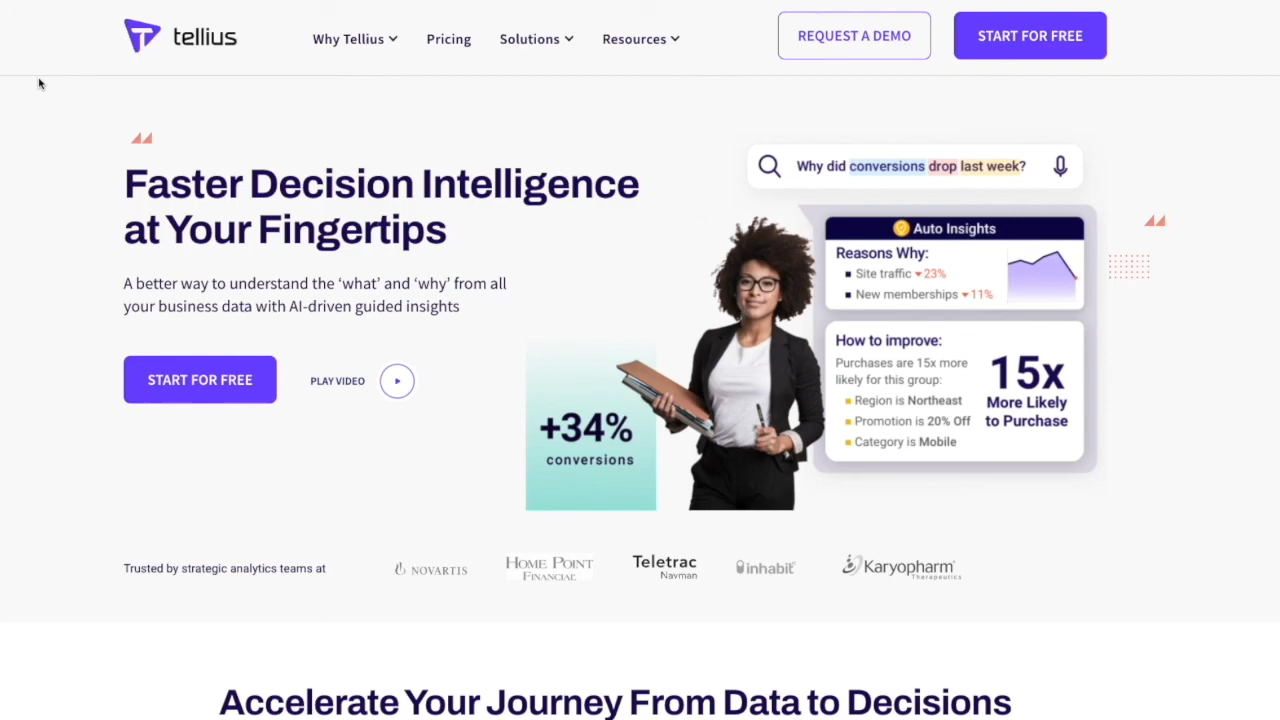 tellius
Why Tellius
Pricing
Solutions
Resources
REQUEST A DEMO
START FOR FREE
Faster Decision Intelligence
at Your Fingertips
A better way to understand the ‘what’ and ‘why’ from all
your business data with AI-driven guided insights
START FOR FREE
PLAY VIDEO
+34%
conversions
Why did conversions drop last week?
Auto Insights
Reasons Why:
Site traffic 23%
New memberships 11%
How to improve:
Purchases are 15x more
likely for this group:
Region is Northeast
Promotion is 20% Off
Category is Mobile
15x
More Likely
to Purchase
Trusted by strategic analytics teams at
NOVARTIS
HOME POINT
FINANCIAL
Teletrac
Navman
inhabit
Karyopharm
Therapeutics
Accelerate Your Journey From Data to Decisions